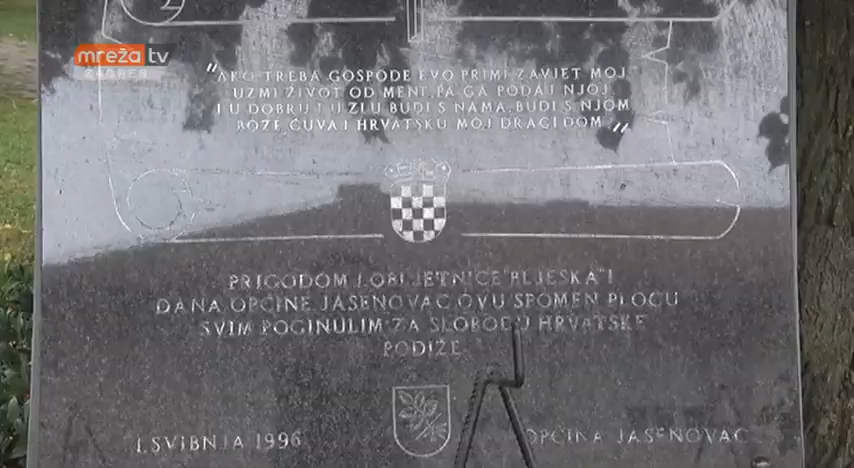 mreža tv
ZAGREB
"AKO TREBA GOSPODE EVO PRIMI ZAVJET MOJ
UZMI ŽIVOT OD MENE, PA GA PODAJ NJOJ
I U DOBRU I U ZLU BUDI S NAMA, BUDI S NJOM
BOŽE, ČUVAJ HRVATSKU MOJ DRAGI DOM"
PRIGODOM I. OBLJETNICE "BLJESKA" I
DANA OPĆINE JASENOVAC OVU SPOMEN PLOČU
SVIM POGINULIM ZA SLOBODU HRVATSKE
PODIŽE
1. SVIBNJA 1996
OPĆINA JASENOVAC